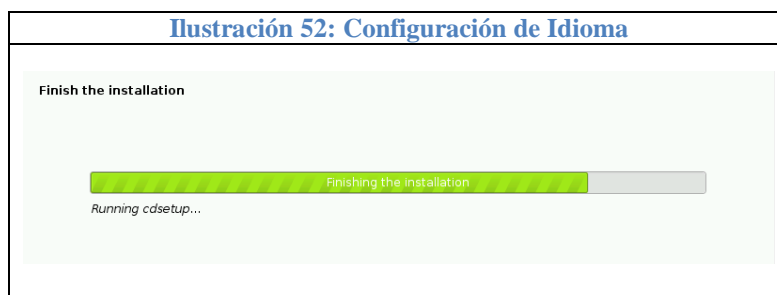 Ilustración 52: Configuración de Idioma
Finish the installation
Finishing the installation
Running cdsetup...